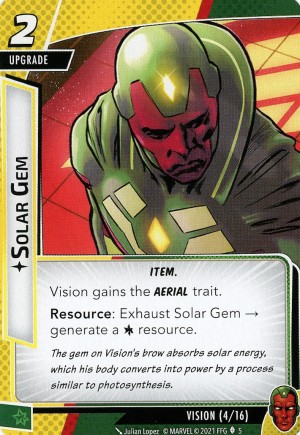 2
UPGRADE
SOLAR GEM
ITEM.
Vision gains the AERIAL trait.
Resource: Exhaust Solar Gem →
generate a resource.
The gem on Vision's brow absorbs solar energy,
which his body converts into power by a process
similar to photosynthesis.
VISION (4/16)
Julian Lopez © MARVEL © 2021 FFG 5